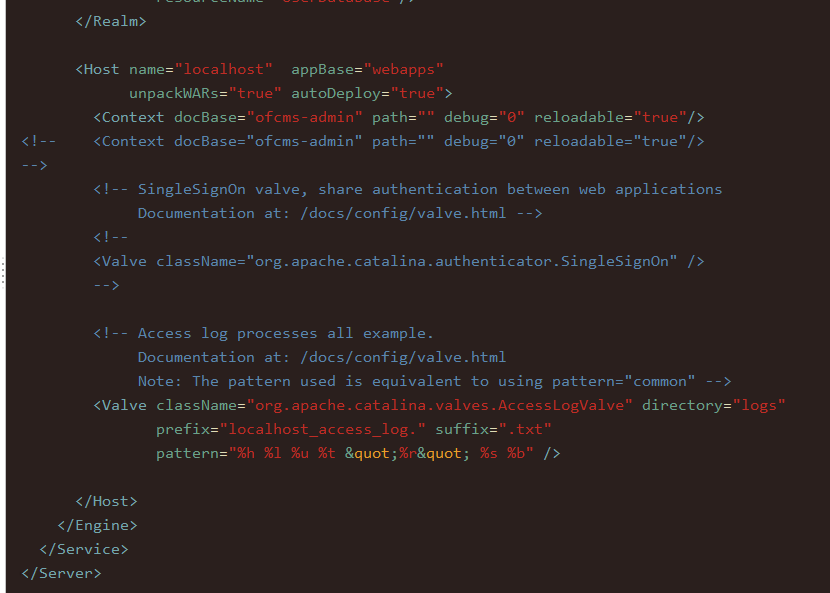 resourceName="UserDatabase"/>
</Realm>
<Host name="localhost"  appBase="webapps"
unpackWARs="true" autoDeploy="true">
<Context docBase="ofcms-admin" path="" debug="0" reloadable="true"/>
<!--    <Context docBase="ofcms-admin" path="" debug="0" reloadable="true"/>
-->
<!-- SingleSignOn valve, share authentication between web applications
Documentation at: /docs/config/valve.html -->
<!--
<Valve className="org.apache.catalina.authenticator.SingleSignOn" />
-->
<!-- Access log processes all example.
Documentation at: /docs/config/valve.html
Note: The pattern used is equivalent to using pattern="common" -->
<Valve className="org.apache.catalina.valves.AccessLogValve" directory="logs"
prefix="localhost_access_log." suffix=".txt"
pattern="%h %l %u %t &quot;%r&quot; %s %b" />
</Host>
</Engine>
</Service>
</Server>